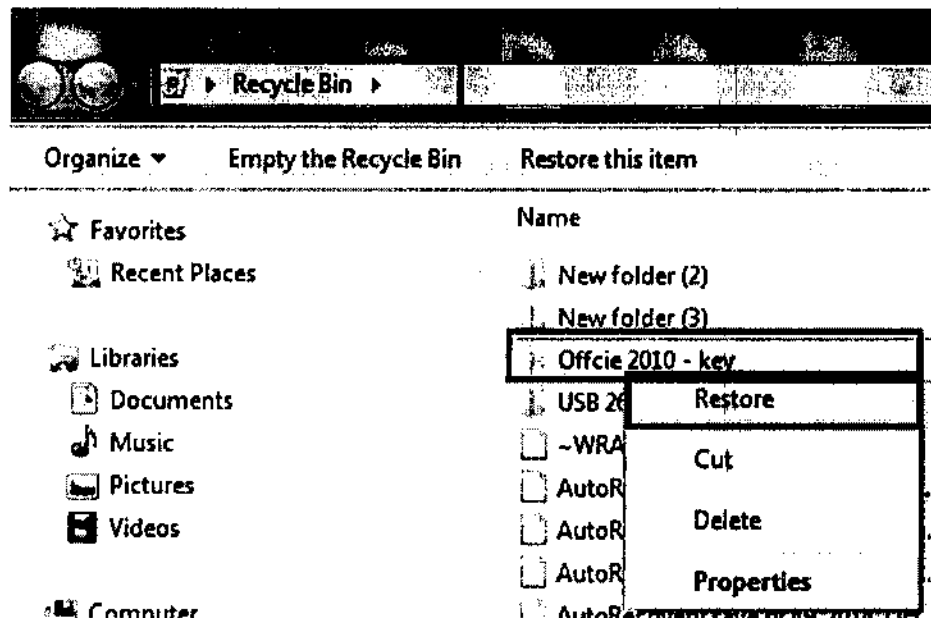 Recycle Bin
Organize Empty the Recycle Bin Restore this item
Favorites
Recent Places
Libraries
Documents
Music
Pictures
Videos
Computer
Name
New folder (2)
New folder (3)
Offcie 2010 - key
USB
~WRA
AutoR
AutoR
AutoR
Restore
Cut
Delete
Properties